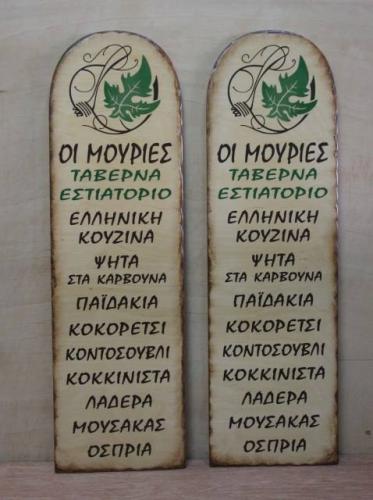 ΟΙ ΜΟΥΡΙΕΣ
ΤΑΒΕΡΝΑ
ΕΣΤΙΑΤΟΡΙΟ
ΕΛΛΗΝΙΚΗ
ΚΟΥΖΙΝΑ
ΨΗΤΑ
ΣΤΑ ΚΑΡΒΟΥΝΑ
ΠΑΪΔΑΚΙΑ
ΚΟΚΟΡΕΤΣΙ
ΚΟΝΤΟΣΟΥΒΛΙ
ΚΟΚΚΙΝΙΣΤΑ
ΛΑΔΕΡΑ
ΜΟΥΣΑΚΑΣ
ΟΣΠΡΙΑ
ΟΙ ΜΟΥΡΙΕΣ
ΤΑΒΕΡΝΑ
ΕΣΤΙΑΤΟΡΙΟ
ΕΛΛΗΝΙΚΗ
ΚΟΥΖΙΝΑ
ΨΗΤΑ
ΣΤΑ ΚΑΡΒΟΥΝΑ
ΠΑΪΔΑΚΙΑ
ΚΟΚΟΡΕΤΣΙ
ΚΟΝΤΟΣΟΥΒΛΙ
ΚΟΚΚΙΝΙΣΤΑ
ΛΑΔΕΡΑ
ΜΟΥΣΑΚΑΣ
ΟΣΠΡΙΑ